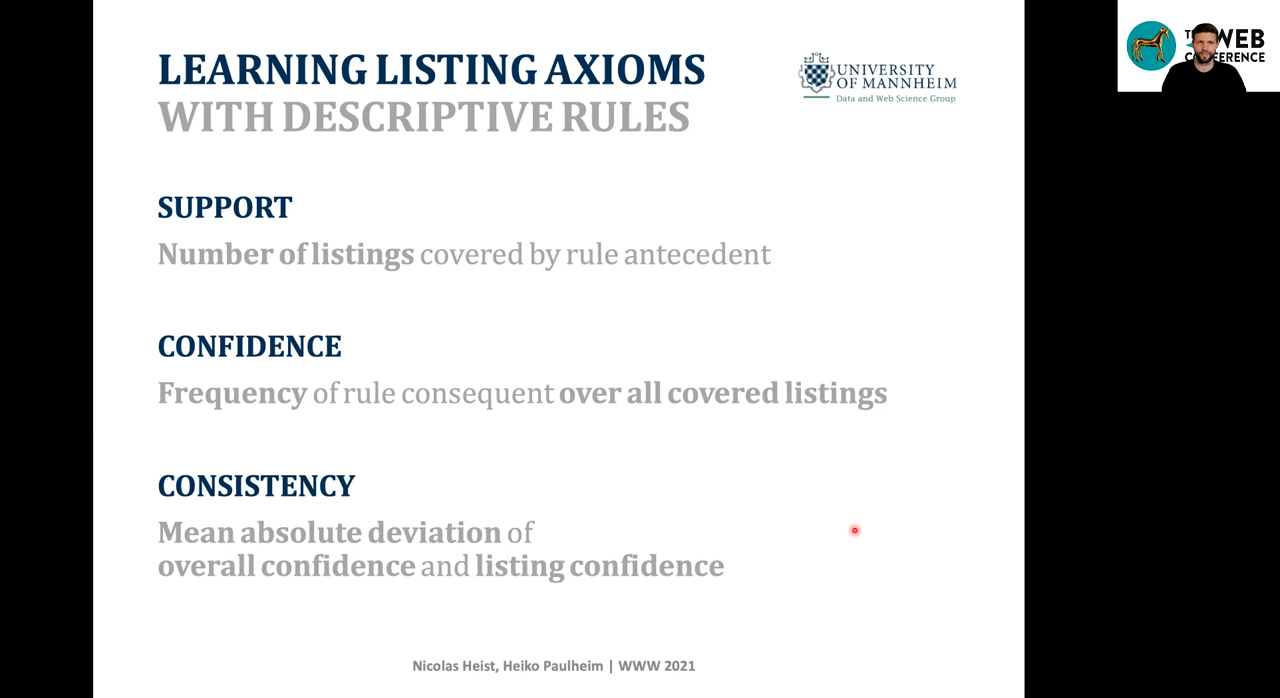 LEARNING LISTING AXIOMS
WITH DESCRIPTIVE RULES
UNIVERSITY
OF MANNHEIM
Data and Web Science Group
WEB
CONFERENCE
SUPPORT
Number of listings covered by rule antecedent
CONFIDENCE
Frequency of rule consequent over all covered listings
CONSISTENCY
Mean absolute deviation of
overall confidence and listing confidence
Nicolas Heist, Heiko Paulheim | WWW 2021